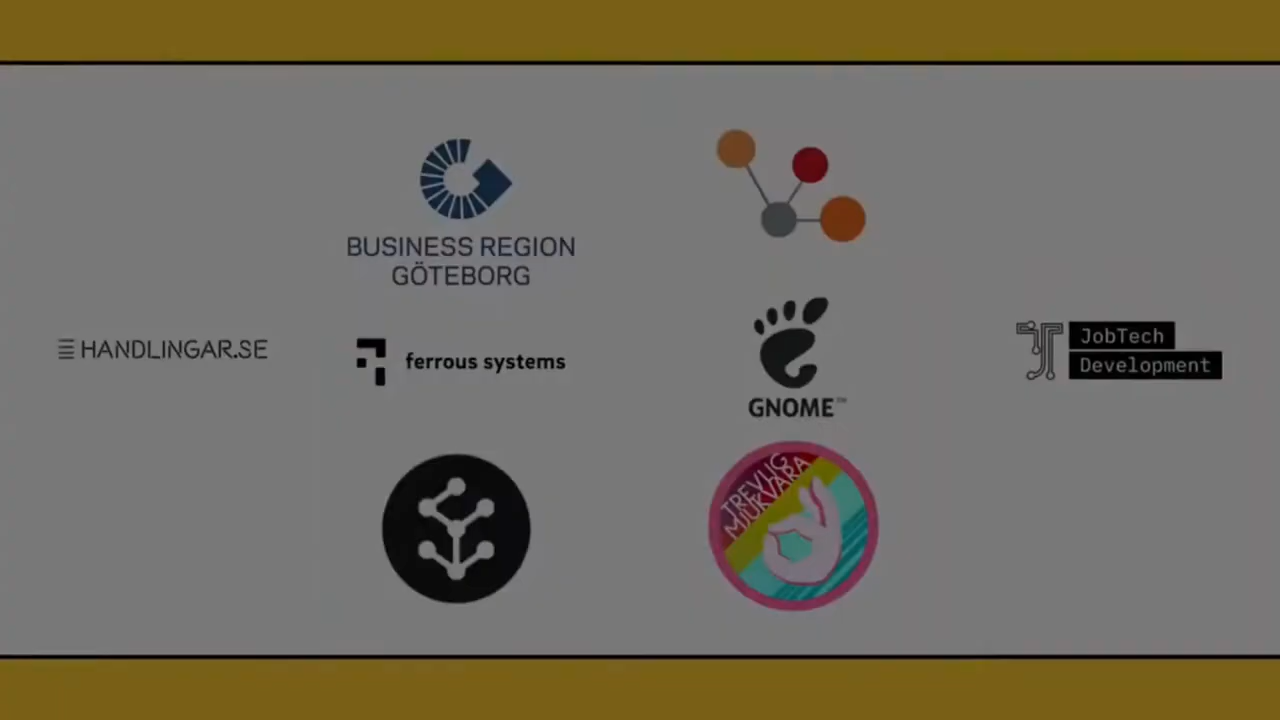 BUSINESS REGION
GÖTEBORG
HANDLINGAR.SE
ferrous systems
GNOME™
JobTech
Development
TREVLIG
MJUKVARA